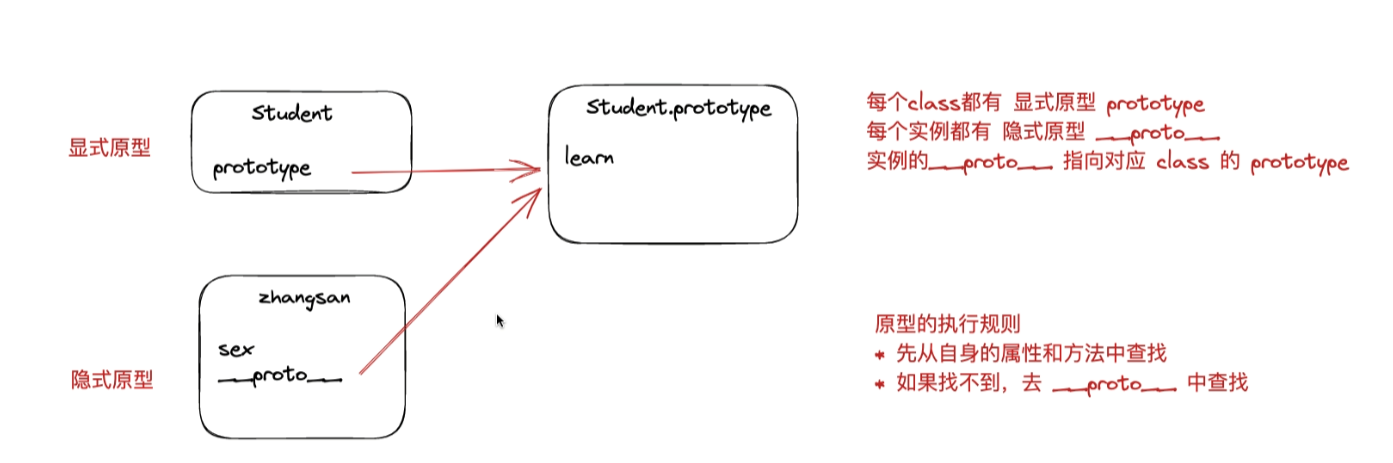 显式原型
Student
prototype
Student.prototype
learn
每个class都有 显式原型 prototype
每个实例都有 隐式原型 __proto__
实例的__proto__ 指向对应 class 的 prototype
隐式原型
zhangsan
sex
__proto__
原型的执行规则
* 先从自身的属性和方法中查找
* 如果找不到，去 __proto__ 中查找